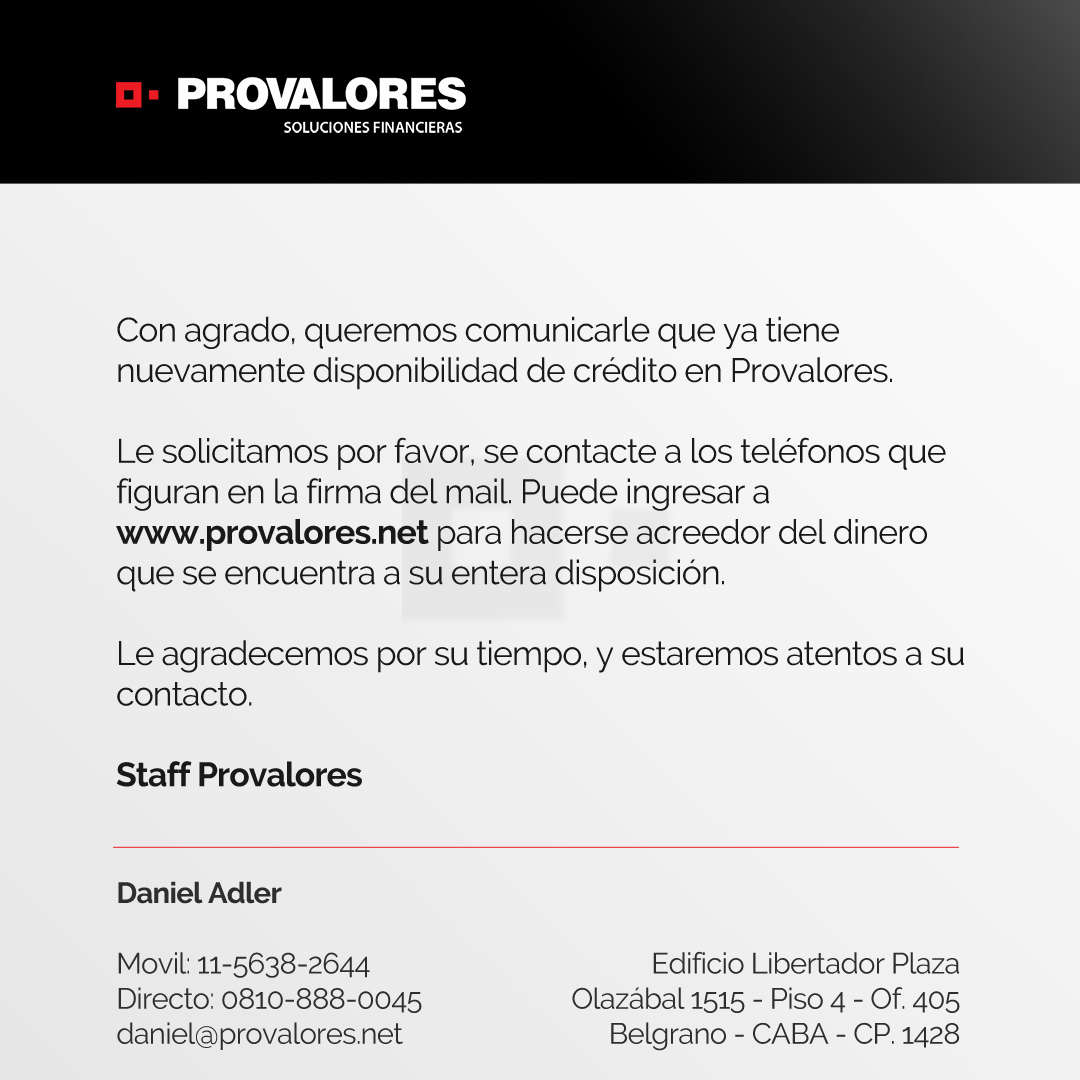 PROVALORES
SOLUCIONES FINANCIERAS
Con agrado, queremos comunicarle que ya tiene
nuevamente disponibilidad de crédito en Provalores.
Le solicitamos por favor, se contacte a los teléfonos que
figuran en la firma del mail. Puede ingresar a
www.provalores.net para hacerse acreedor del dinero
que se encuentra a su entera disposición.
Le agradecemos por su tiempo, y estaremos atentos a su
contacto.
Staff Provalores
Daniel Adler
Movil: 11-5638-2644
Directo: 0810-888-0045
daniel@provalores.net
Edificio Libertador Plaza
Olazábal 1515 - Piso 4 - Of. 405
Belgrano - CABA - CP. 1428